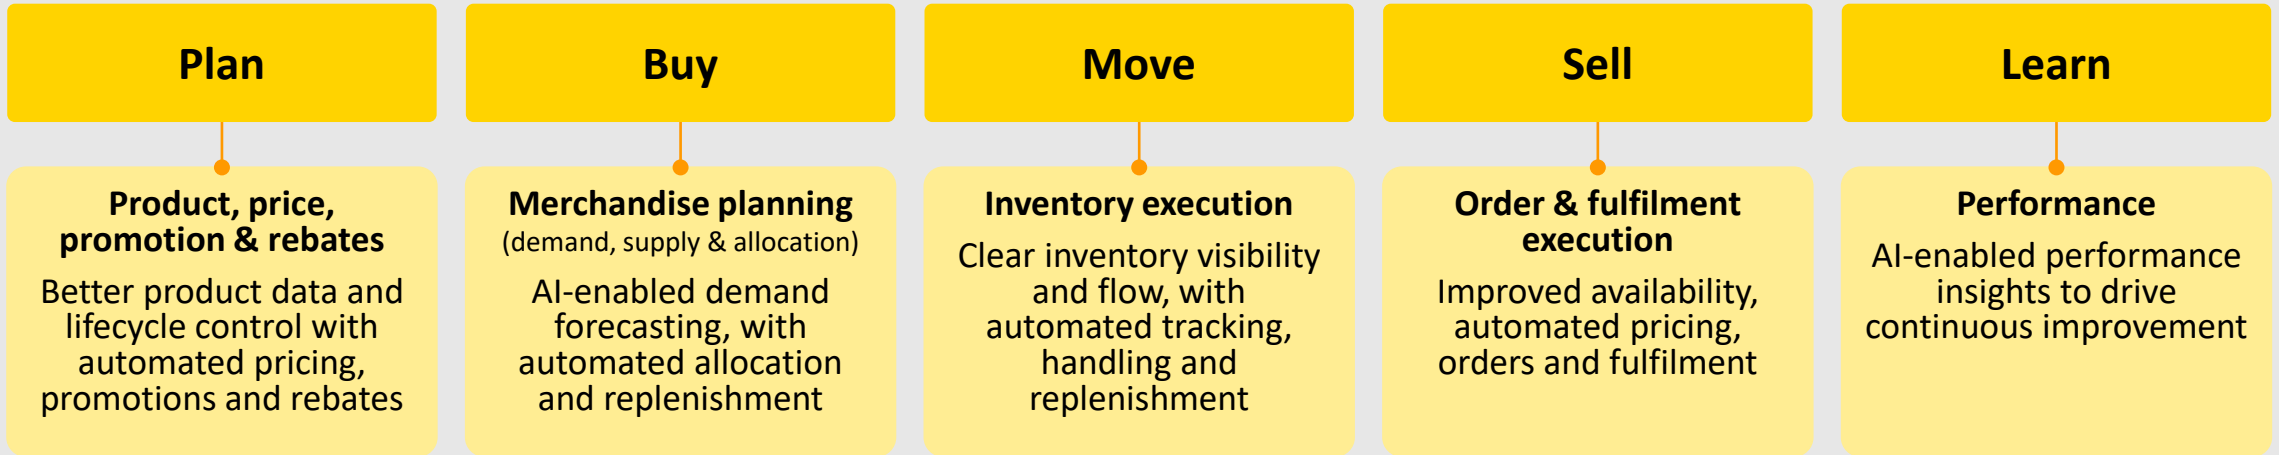 Plan
Product, price,
promotion & rebates
Better product data and
lifecycle control with
automated pricing,
promotions and rebates
Buy
Merchandise planning
(demand, supply & allocation)
AI-enabled demand
forecasting, with
automated allocation
and replenishment
Move
Inventory execution
Clear inventory visibility
and flow, with
automated tracking,
handling and
replenishment
Sell
Order & fulfilment
execution
Improved availability,
automated pricing,
orders and fulfilment
Learn
Performance
AI-enabled performance
insights to drive
continuous improvement